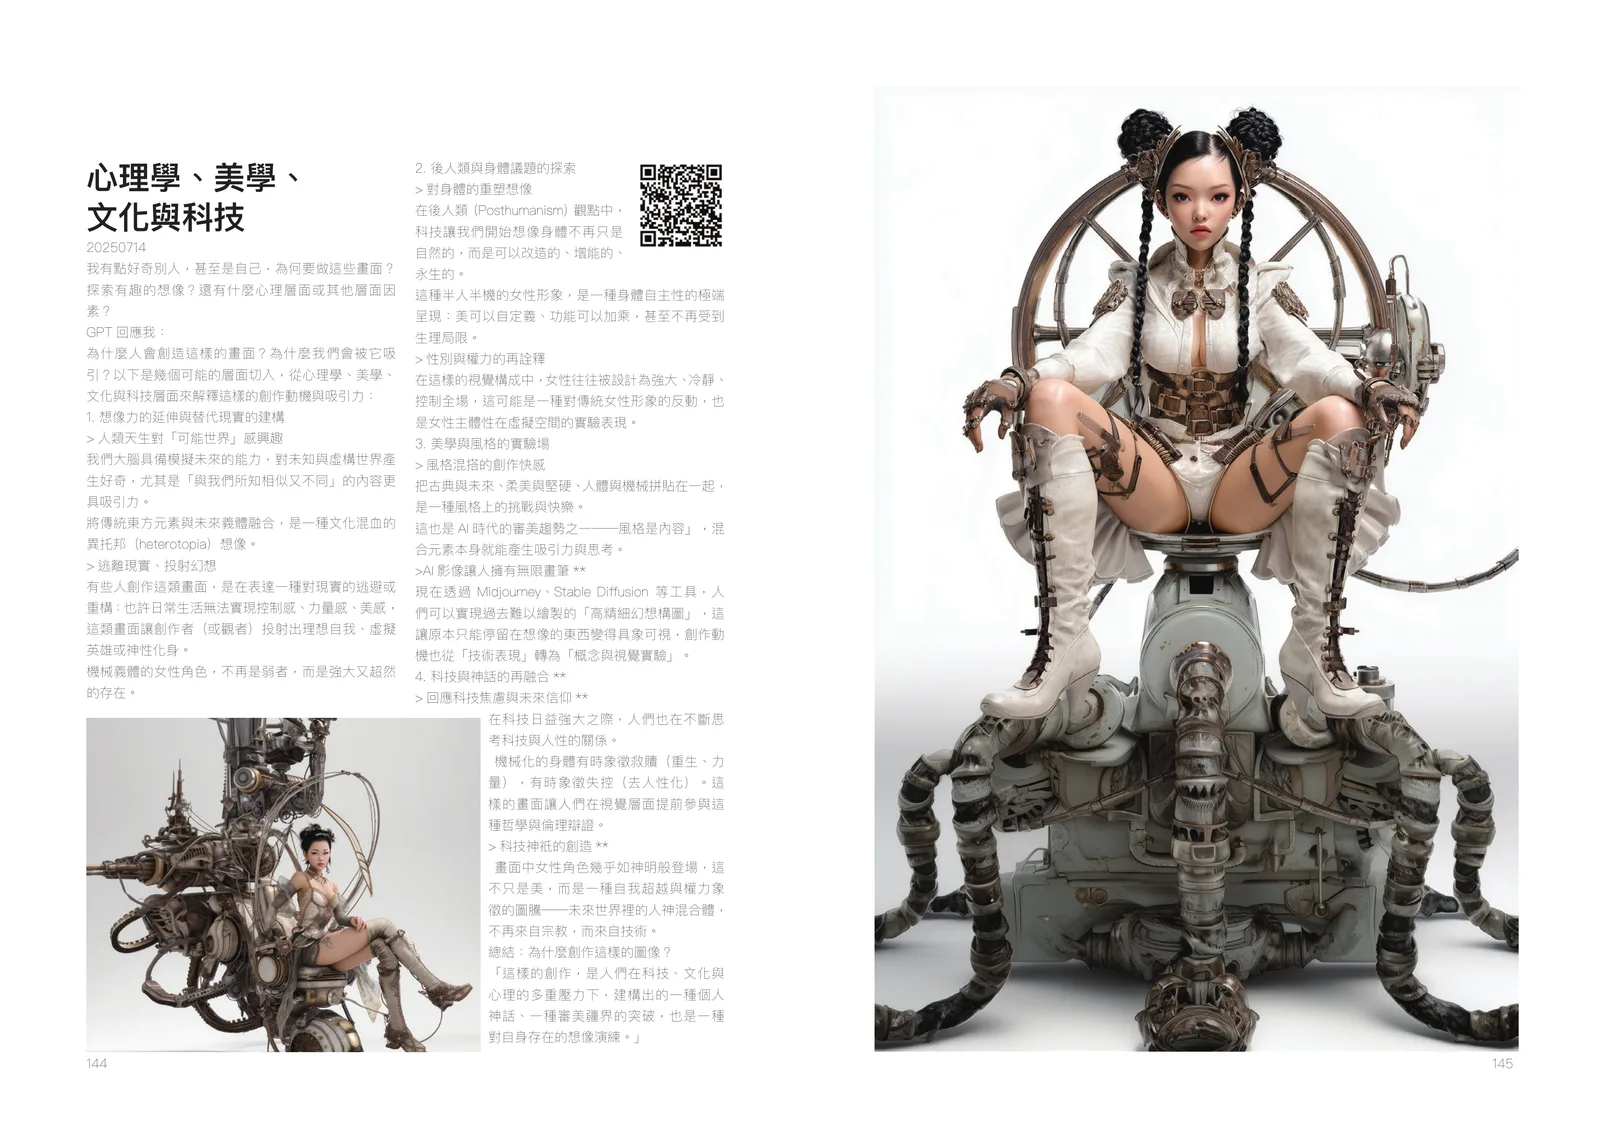 心理學、美學、
文化與科技
20250714
我有點好奇別人，甚至是自己，為何要做這些畫面？
探索有趣的想像？還有什麼心理層面或其他層面因
素？
GPT 回應我：
為什麼人會創造這樣的畫面？為什麼我們會被它吸
引？以下是幾個可能的層面切入，從心理學、美學、
文化與科技層面來解釋這樣的創作動機與吸引力：
1. 想像力的延伸與替代現實的建構
> 人類天生對「可能世界」感興趣
我們大腦具備模擬未來的能力，對未知與虛構世界產
生好奇，尤其是「與我們所知相似又不同」的內容更
具吸引力。
將傳統東方元素與未來義體融合，是一種文化混血的
異托邦（heterotopia）想像。
> 逃離現實、投射幻想
有些人創作這類畫面，是在表達一種對現實的逃避或
重構：也許日常生活無法實現控制感、力量感、美感，
這類畫面讓創作者（或觀者）投射出理想自我、虛擬
英雄或神性化身。
機械義體的女性角色，不再是弱者，而是強大又超然
的存在。
2. 後人類與身體議題的探索
> 對身體的重塑想像
在後人類（Posthumanism）觀點中，
科技讓我們開始想像身體不再只是
自然的，而是可以改造的、增能的、
永生的。
這種半人半機的女性形象，是一種身體自主性的極端
呈現：美可以自定義、功能可以加乘，甚至不再受到
生理局限。
> 性別與權力的再詮釋
在這樣的視覺構成中，女性往往被設計為強大、冷靜、
控制全場，這可能是一種對傳統女性形象的反動，也
是女性主體性在虛擬空間的實驗表現。
3. 美學與風格的實驗場
> 風格混搭的創作快感
把古典與未來、柔美與堅硬、人體與機械拼貼在一起，
是一種風格上的挑戰與快樂。
這也是 AI 時代的審美趨勢之一——「風格是內容」，混
合元素本身就能產生吸引力與思考。
>AI 影像讓人擁有無限畫筆 **
現在透過 Midjourney、Stable Diffusion 等工具，人
們可以實現過去難以繪製的「高精細幻想構圖」，這
讓原本只能停留在想像的東西變得具象可視，創作動
機也從「技術表現」轉為「概念與視覺實驗」。
4. 科技與神話的再融合 **
> 回應科技焦慮與未來信仰 **
在科技日益強大之際，人們也在不斷思
考科技與人性的關係。
機械化的身體有時象徵救贖（重生、力
量），有時象徵失控（去人性化）。這
樣的畫面讓人們在視覺層面提前參與這
種哲學與倫理辯證。
> 科技神祇的創造 **
畫面中女性角色幾乎如神明般登場，這
不只是美，而是一種自我超越與權力象
徵的圖騰——未來世界裡的人神混合體，
不再來自宗教，而來自技術。
總結：為什麼創作這樣的圖像？
「這樣的創作，是人們在科技、文化與
心理的多重壓力下，建構出的一種個人
神話、一種審美疆界的突破，也是一種
對自身存在的想像演練。」
144
145